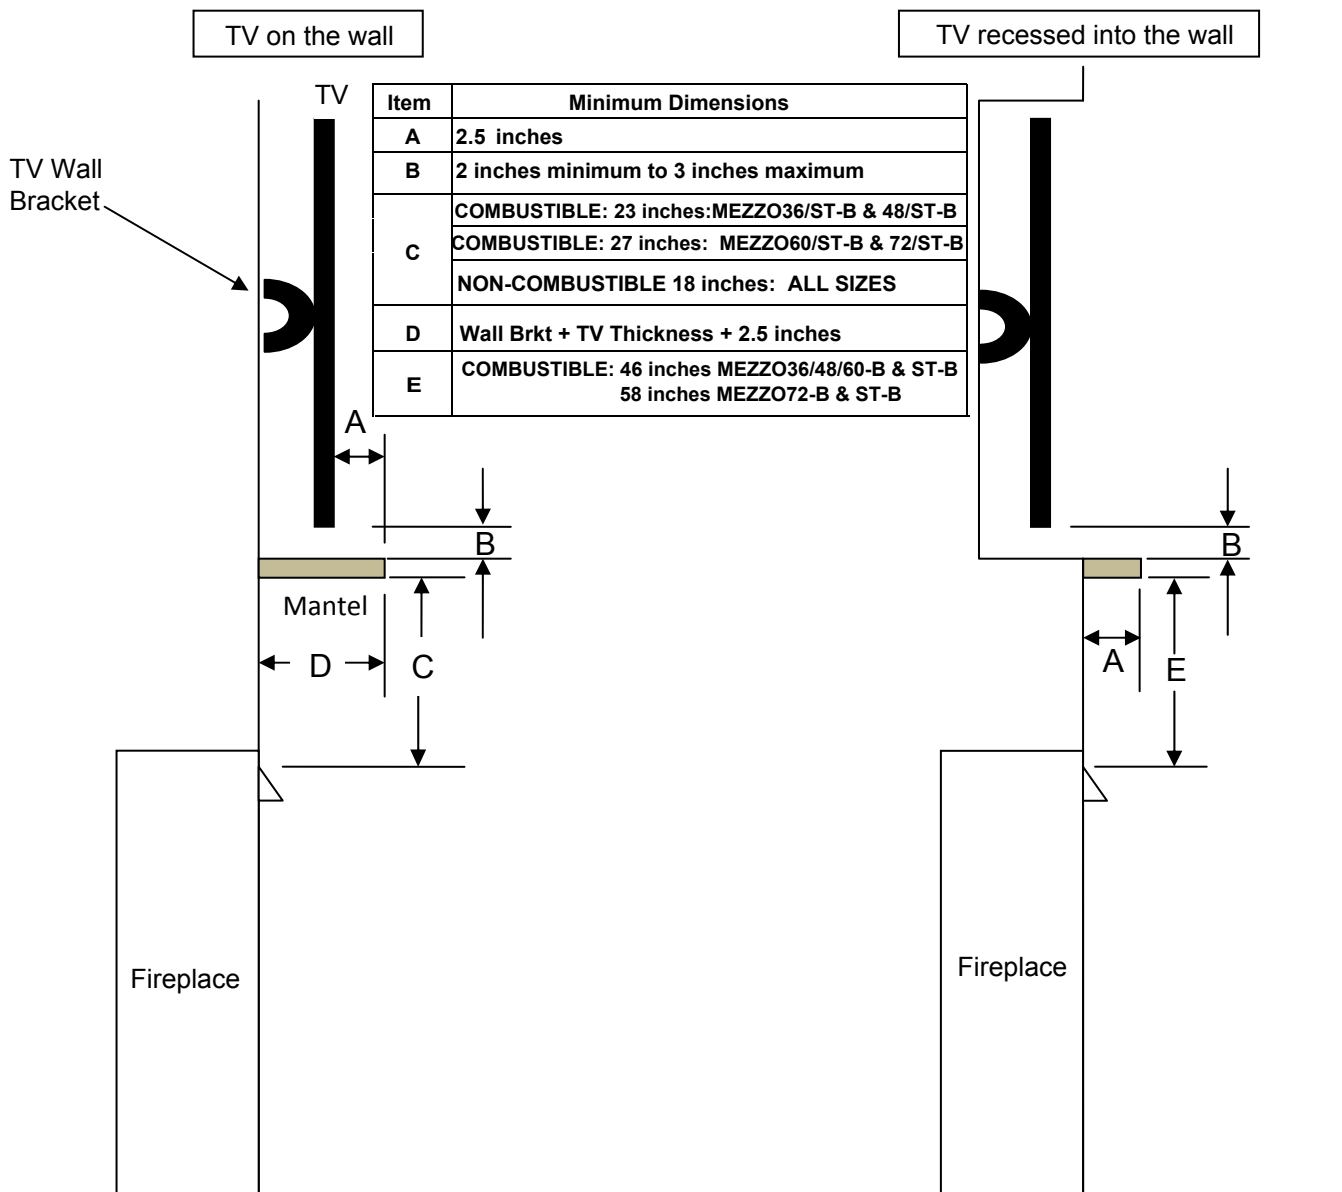 TV on the wall
TV recessed into the wall
TV
Item Minimum Dimensions
A 2.5 inches
B 2 inches minimum to 3 inches maximum
C
COMBUSTIBLE: 23 inches:MEZZO36/ST-B & 48/ST-B
COMBUSTIBLE: 27 inches: MEZZO60/ST-B & 72/ST-B
NON-COMBUSTIBLE 18 inches: ALL SIZES
D Wall Brkt + TV Thickness + 2.5 inches
E
COMBUSTIBLE: 46 inches MEZZO36/48/60-B & ST-B
58 inches MEZZO72-B & ST-B
TV Wall
Bracket
A
B
Mantel
D
C
Fireplace
B
A
E
Fireplace